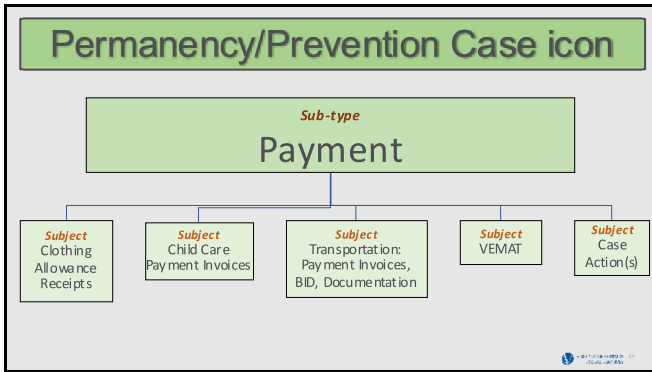 Permanency/Prevention Case icon
Sub-type
Payment
Subject
Clothing
Allowance
Receipts
Subject
Child Care
Payment Invoices
Subject
Transportation:
Payment Invoices,
BID, Documentation
Subject
VEMAT
Subject
Case
Action(s)